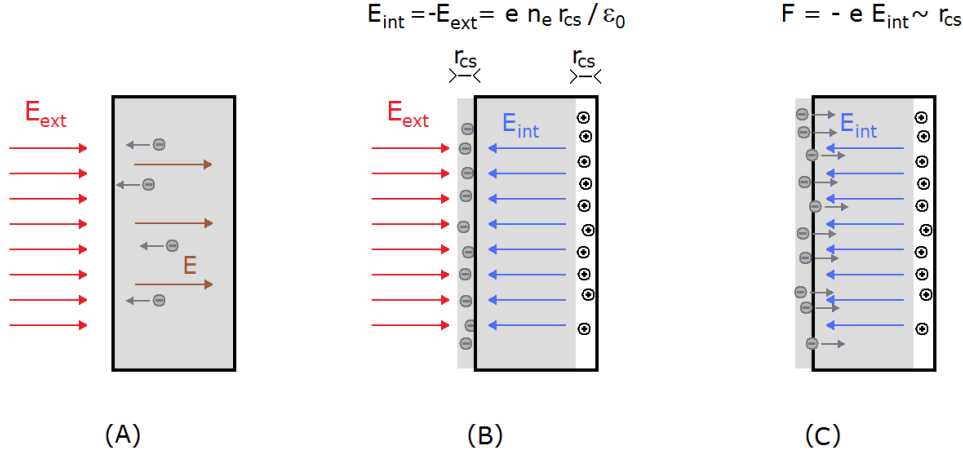 E_int = -E_ext = e n_e r_cs / ε_0
F = - e E_int ~ r_cs
r_cs
r_cs
E_ext
E
E_ext
E_int
E_int
(A)
(B)
(C)